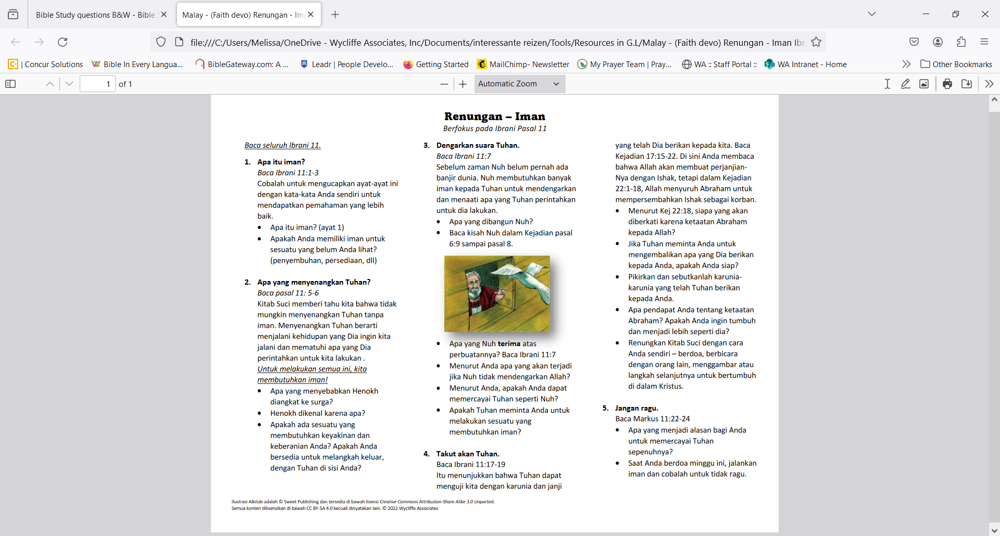 Bible Study questions B&W - Bible
Malay - (Faith devo) Renungan - Im
file:///C:/Users/Melissa/OneDrive - Wycliffe Associates, Inc/Documents/interessante reizen/Tools/Resources in G.L/Malay - (Faith devo) Renungan - Iman Ibr
| Concur Solutions
Bible In Every Langua...
BibleGateway.com: A ...
Leadr | People Develo...
Getting Started
MailChimp- Newsletter
My Prayer Team | Pray...
WA :: Staff Portal ::
WA Intranet - Home
Other Bookmarks
1 of 1
Automatic Zoom
Renungan – Iman
Berfokus pada Ibrani Pasal 11
Baca seluruh Ibrani 11.
1. Apa itu iman?
Baca Ibrani 11:1-3
Cobalah untuk mengucapkan ayat-ayat ini
dengan kata-kata Anda sendiri untuk
mendapatkan pemahaman yang lebih
baik.
• Apa itu iman? (ayat 1)
• Apakah Anda memiliki iman untuk
sesuatu yang belum Anda lihat?
(penyembuhan, persediaan, dll)
2. Apa yang menyenangkan Tuhan?
Baca pasal 11: 5-6
Kitab Suci memberi tahu kita bahwa tidak
mungkin menyenangkan Tuhan tanpa
iman. Menyenangkan Tuhan berarti
menjalani kehidupan yang Dia ingin kita
jalani dan mematuhi apa yang Dia
perintahkan untuk kita lakukan .
Untuk melakukan semua ini, kita
membutuhkan iman!
• Apa yang menyebabkan Henokh
diangkat ke surga?
• Henokh dikenal karena apa?
• Apakah ada sesuatu yang
membutuhkan keyakinan dan
keberanian Anda? Apakah Anda
bersedia untuk melangkah keluar,
dengan Tuhan di sisi Anda?
3. Dengarkan suara Tuhan.
Baca Ibrani 11:7
Sebelum zaman Nuh belum pernah ada
banjir dunia. Nuh membutuhkan banyak
iman kepada Tuhan untuk mendengarkan
dan menaati apa yang Tuhan perintahkan
untuk dia lakukan.
• Apa yang dibangun Nuh?
• Baca kisah Nuh dalam Kejadian pasal
6:9 sampai pasal 8.
• Apa yang Nuh terima atas
perbuatannya? Baca Ibrani 11:7
• Menurut Anda apa yang akan terjadi
jika Nuh tidak mendengarkan Allah?
• Menurut Anda, apakah Anda dapat
memercayai Tuhan seperti Nuh?
• Apakah Tuhan meminta Anda untuk
melakukan sesuatu yang
membutuhkan iman?
4. Takut akan Tuhan.
Baca Ibrani 11:17-19
Itu menunjukkan bahwa Tuhan dapat
menguji kita dengan karunia dan janji
yang telah Dia berikan kepada kita. Baca
Kejadian 17:15-22. Di sini Anda membaca
bahwa Allah akan membuat perjanjian-
Nya dengan Ishak, tetapi dalam Kejadian
22:1-18, Allah menyuruh Abraham untuk
mempersembahkan Ishak sebagai korban.
• Menurut Kej 22:18, siapa yang akan
diberkati karena ketaatan Abraham
kepada Allah?
• Jika Tuhan meminta Anda untuk
mengembalikan apa yang Dia berikan
kepada Anda, apakah Anda siap?
• Pikirkan dan sebutkanlah karunia-
karunia yang telah Tuhan berikan
kepada Anda.
• Apa pendapat Anda tentang ketaatan
Abraham? Apakah Anda ingin tumbuh
dan menjadi lebih seperti dia?
• Renungkan Kitab Suci dengan cara
Anda sendiri – berdoa, berbicara
dengan orang lain, menggambar atau
langkah selanjutnya untuk bertumbuh
di dalam Kristus.
5. Jangan ragu.
Baca Markus 11:22-24
• Apa yang menjadi alasan bagi Anda
untuk memercayai Tuhan
sepenuhnya?
• Saat Anda berdoa minggu ini, jalankan
iman dan cobalah untuk tidak ragu.
Ilustrasi Alkitab adalah © Sweet Publishing dan tersedia di bawah lisensi Creative Commons Attribution-Share Alike 3.0 Unported.
Semua konten dilisensikan di bawah CC BY-SA 4.0 kecuali dinyatakan lain. © 2022 Wycliffe Associates